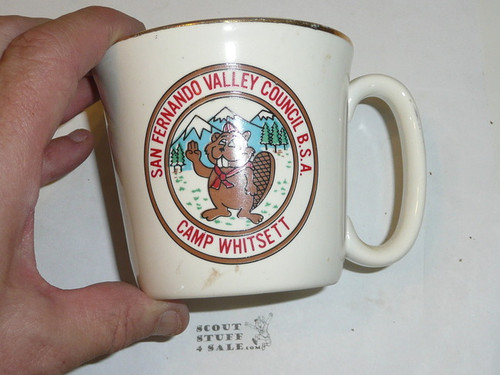 SAN FERNANDO VALLEY COUNCIL B.S.A.
CAMP WHITSETT
SCOUT
STUFF
4 SALE.com